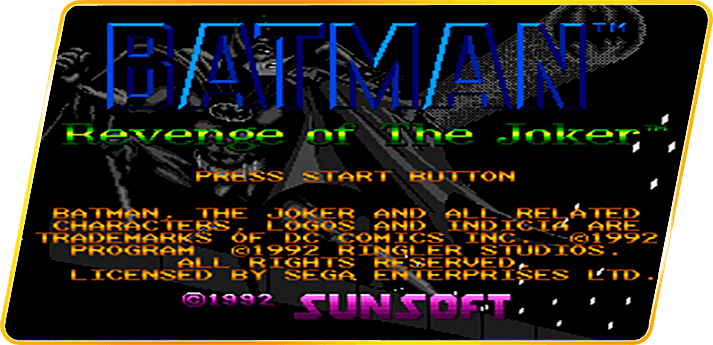 BATMAN™
Revenge of The Joker™
PRESS START BUTTON
BATMAN, THE JOKER AND ALL RELATED
CHARACTERS, LOGOS AND INDICIA ARE
TRADEMARKS OF DC COMICS INC. ©1992
PROGRAM ©1992 RINGLER STUDIOS.
ALL RIGHTS RESERVED
LICENSED BY SEGA ENTERPRISES LTD.
©1992 SUNSOFT